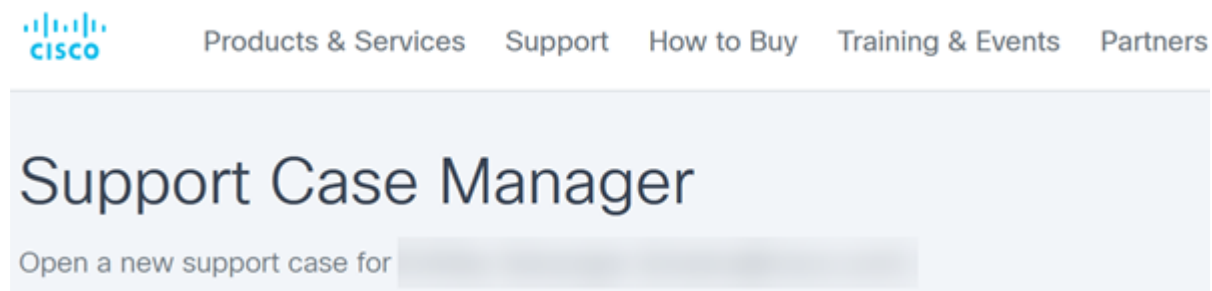 CISCO
Products & Services Support How to Buy Training & Events Partners
Support Case Manager
Open a new support case for